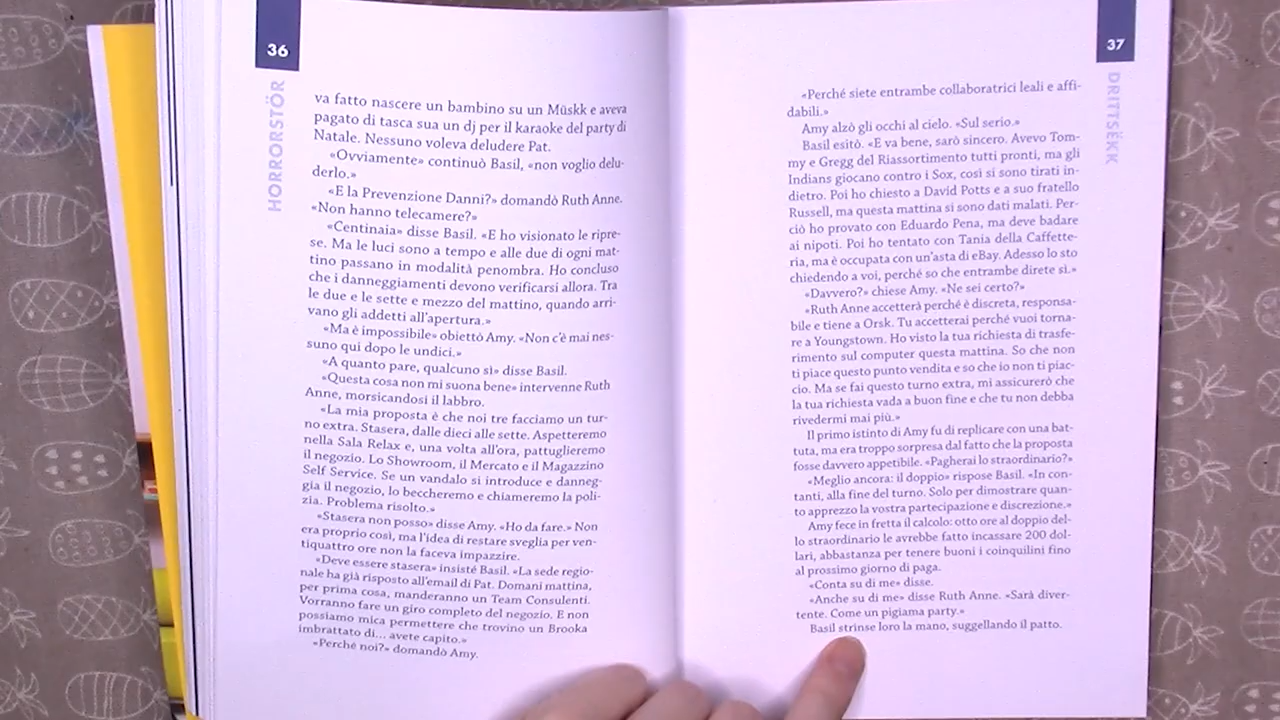 36
HORRORSTÖR
va fatto nascere un bambino su un Müskk e aveva
pagato di tasca sua un dj per il karaoke del party di
Natale. Nessuno voleva deludere Pat.
«Ovviamente» continuò Basil, «non voglio delu-
derlo.»
«E la Prevenzione Danni?» domandò Ruth Anne.
«Non hanno telecamere?»
«Centinaia» disse Basil. «E ho visionato le ripre-
se. Ma le luci sono a tempo e alle due di ogni mat-
tino passano in modalità penombra. Ho concluso
che i danneggiamenti devono verificarsi allora. Tra
le due e le sette e mezzo del mattino, quando arri-
vano gli addetti all'apertura.»
«Ma è impossibile» obiettò Amy. «Non c'è mai nes-
suno qui dopo le undici.»
«A quanto pare, qualcuno sì» disse Basil.
«Questa cosa non mi suona bene» intervenne Ruth
Anne, morsicandosi il labbro.
«La mia proposta è che noi tre facciamo un tur-
no extra. Stasera, dalle dieci alle sette. Aspetteremo
nella Sala Relax e, una volta all'ora, pattuglieremo
il negozio. Lo Showroom, il Mercato e il Magazzino
Self Service. Se un vandalo si introduce e danneg-
gia il negozio, lo beccheremo e chiameremo la poli-
zia. Problema risolto.»
«Stasera non posso» disse Amy. «Ho da fare.» Non
era proprio così, ma l'idea di restare sveglia per ven-
tiquattro ore non la faceva impazzire.
«Deve essere stasera» insisté Basil. «La sede regio-
nale ha già risposto all'email di Pat. Domani mattina,
per prima cosa, manderanno un Team Consulenti.
Vorranno fare un giro completo del negozio. E non
possiamo mica permettere che trovino un Brooka
imbrattato di... avete capito.»
«Perché noi?» domandò Amy.
37
DRITTSËKK
«Perché siete entrambe collaboratrici leali e affi-
dabili.»
Amy alzò gli occhi al cielo. «Sul serio.»
Basil esitò. «E va bene, sarò sincero. Avevo Tom-
my e Gregg del Riassortimento tutti pronti, ma gli
Indians giocano contro i Sox, così si sono tirati in-
dietro. Poi ho chiesto a David Potts e a suo fratello
Russell, ma questa mattina si sono dati malati. Per-
ciò ho provato con Eduardo Pena, ma deve badare
ai nipoti. Poi ho tentato con Tania della Caffette-
ria, ma è occupata con un'asta di eBay. Adesso lo sto
chiedendo a voi, perché so che entrambe direte sì.»
«Davvero?» chiese Amy. «Ne sei certo?»
«Ruth Anne accetterà perché è discreta, responsa-
bile e tiene a Orsk. Tu accetterai perché vuoi torna-
re a Youngstown. Ho visto la tua richiesta di trasfe-
rimento sul computer questa mattina. So che non
ti piace questo punto vendita e so che io non ti piac-
cio. Ma se fai questo turno extra, mi assicurerò che
la tua richiesta vada a buon fine e che tu non debba
rivedermi mai più.»
Il primo istinto di Amy fu di replicare con una bat-
tuta, ma era troppo sorpresa dal fatto che la proposta
fosse davvero appetibile. «Pagherai lo straordinario?»
«Meglio ancora: il doppio» rispose Basil. «In con-
tanti, alla fine del turno. Solo per dimostrare quan-
to apprezzo la vostra partecipazione e discrezione.»
Amy fece in fretta il calcolo: otto ore al doppio del-
lo straordinario le avrebbe fatto incassare 200 dol-
lari, abbastanza per tenere buoni i coinquilini fino
al prossimo giorno di paga.
«Conta su di me» disse.
«Anche su di me» disse Ruth Anne. «Sarà diver-
tente. Come un pigiama party.»
Basil strinse loro la mano, suggellando il patto.